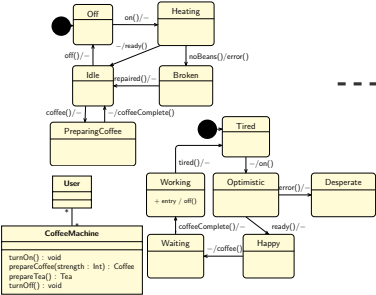 Off
on()/−
Heating
−/ready()
off()/−
noBeans()/error()
Idle
repaired()/−
Broken
coffee()/−
−/coffeeComplete()
PreparingCoffee
Tired
tired()/−
−/on()
User
*
*
Working
+ entry / off()
Optimistic
error()/−
Desperate
coffeeComplete()/−
ready()/−
CoffeeMachine
Waiting
−/coffee()
Happy
turnOn() : void
prepareCoffee(strength : Int) : Coffee
prepareTea() : Tea
turnOff() : void